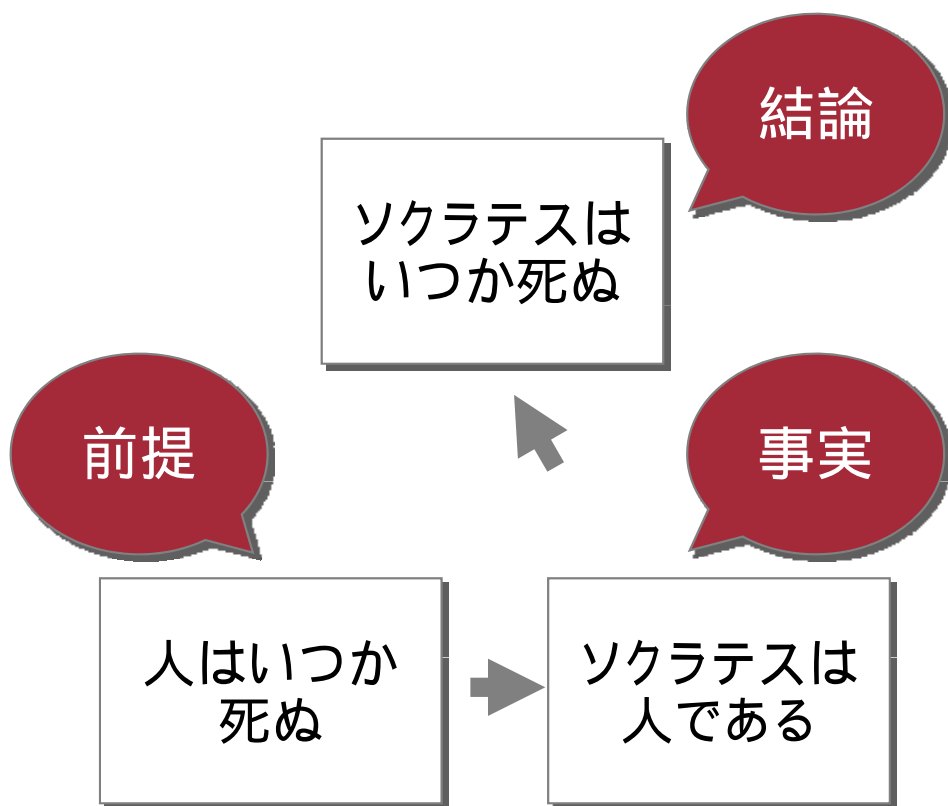 結論
ソクラテスは
いつか死ぬ
前提
事実
人はいつか
死ぬ
ソクラテスは
人である